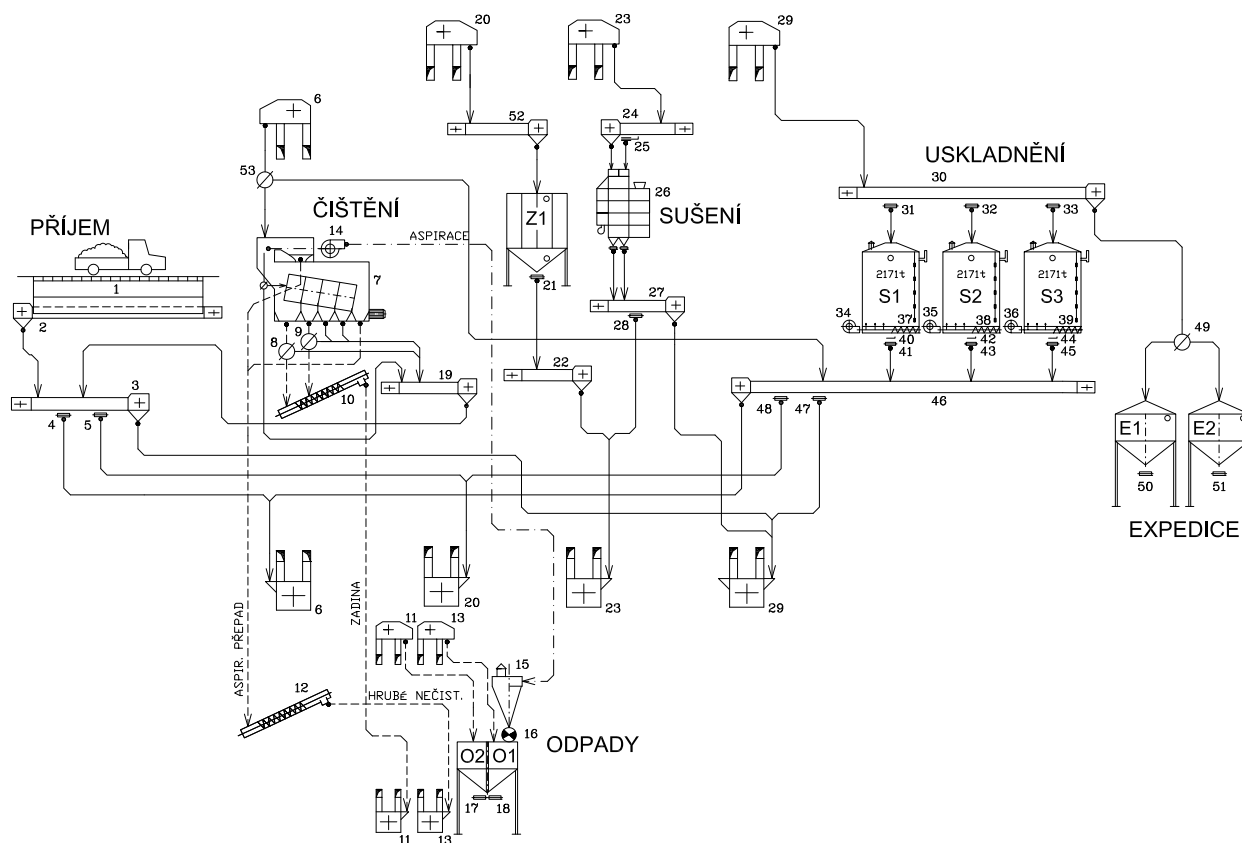 20
23
29
6
52
24
25
53
USKLADNĚNÍ
30
26
ČIŠTĚNÍ
SUŠENÍ
31
32
33
PŘÍJEM
14
ASPIRACE
Z1
7
1
2171t
2171t
2171t
21
S1
S2
S3
27
2
28
34
37
35
38
36
39
8
9
40
42
44
41
43
45
49
22
3
10
19
46
4
5
48
47
E1
E2
50
51
EXPEDICE
6
20
23
29
ZADINA
ASPIR. PŘEPAD
11
13
15
12
HRUBÉ NEČIST.
16
ODPADY
O2
O1
17
18
11
13